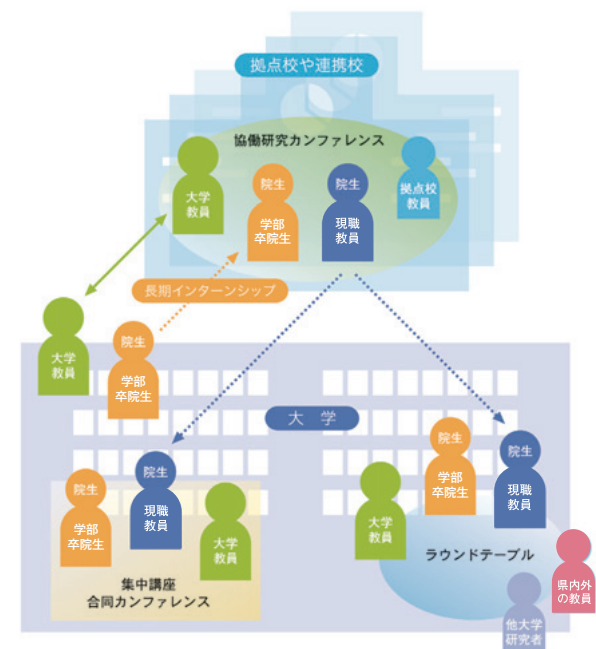 拠点校や連携校
協働研究カンファレンス
大学
教員
院生
学部
卒院生
院生
現職
教員
拠点校
教員
長期インターンシップ
大学
教員
院生
学部
卒院生
大 学
院生
学部
卒院生
院生
現職
教員
大学
教員
集中講座
合同カンファレンス
大学
教員
院生
学部
卒院生
院生
現職
教員
ラウンドテーブル
県内外
の教員
他大学
研究者